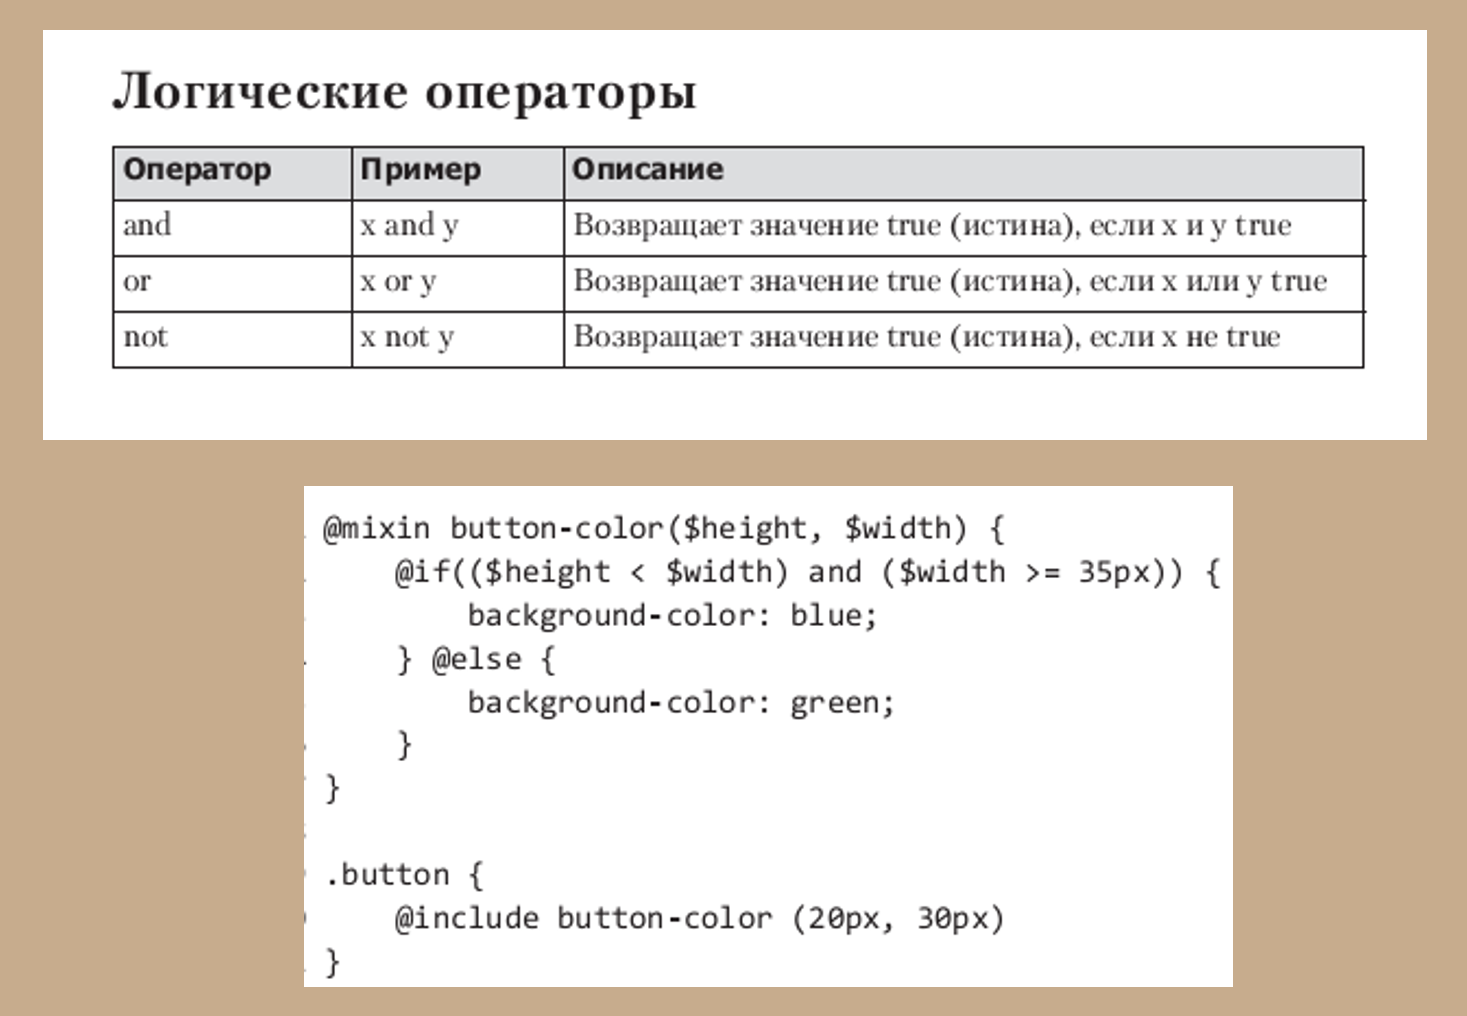 Логические операторы
Оператор Пример Описание
and x and y Возвращает значение true (истина), если x и y true
or x or y Возвращает значение true (истина), если x или y true
not x not y Возвращает значение true (истина), если x не true
@mixin button-color($height, $width) {
@if(($height < $width) and ($width >= 35px)) {
background-color: blue;
} @else {
background-color: green;
}
}
.button {
@include button-color (20px, 30px)
}